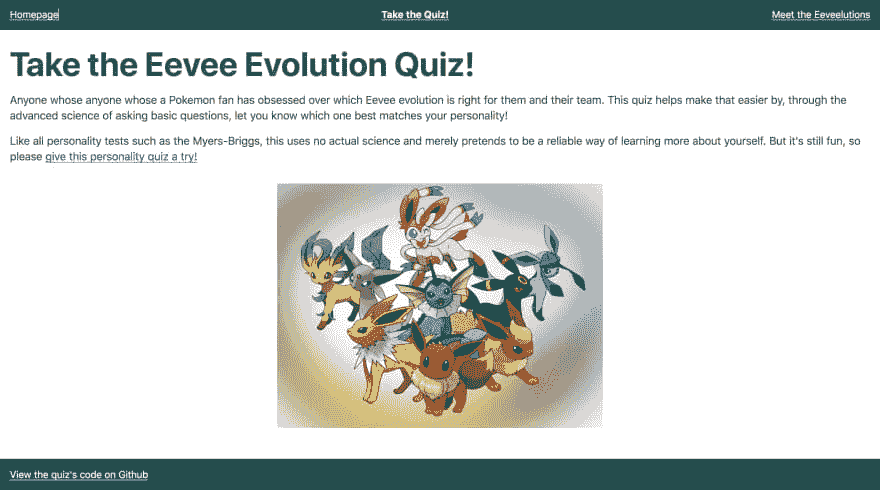 Homepage
Take the Quiz!
Meet the Eeveelutions
Take the Eevee Evolution Quiz!
Anyone whose anyone whose a Pokemon fan has obsessed over which Eevee evolution is right for them and their team. This quiz helps make that easier by, through the
advanced science of asking basic questions, let you know which one best matches your personality!
Like all personality tests such as the Myers-Briggs, this uses no actual science and merely pretends to be a reliable way of learning more about yourself. But it's still fun, so
please give this personality quiz a try!
View the quiz's code on Github